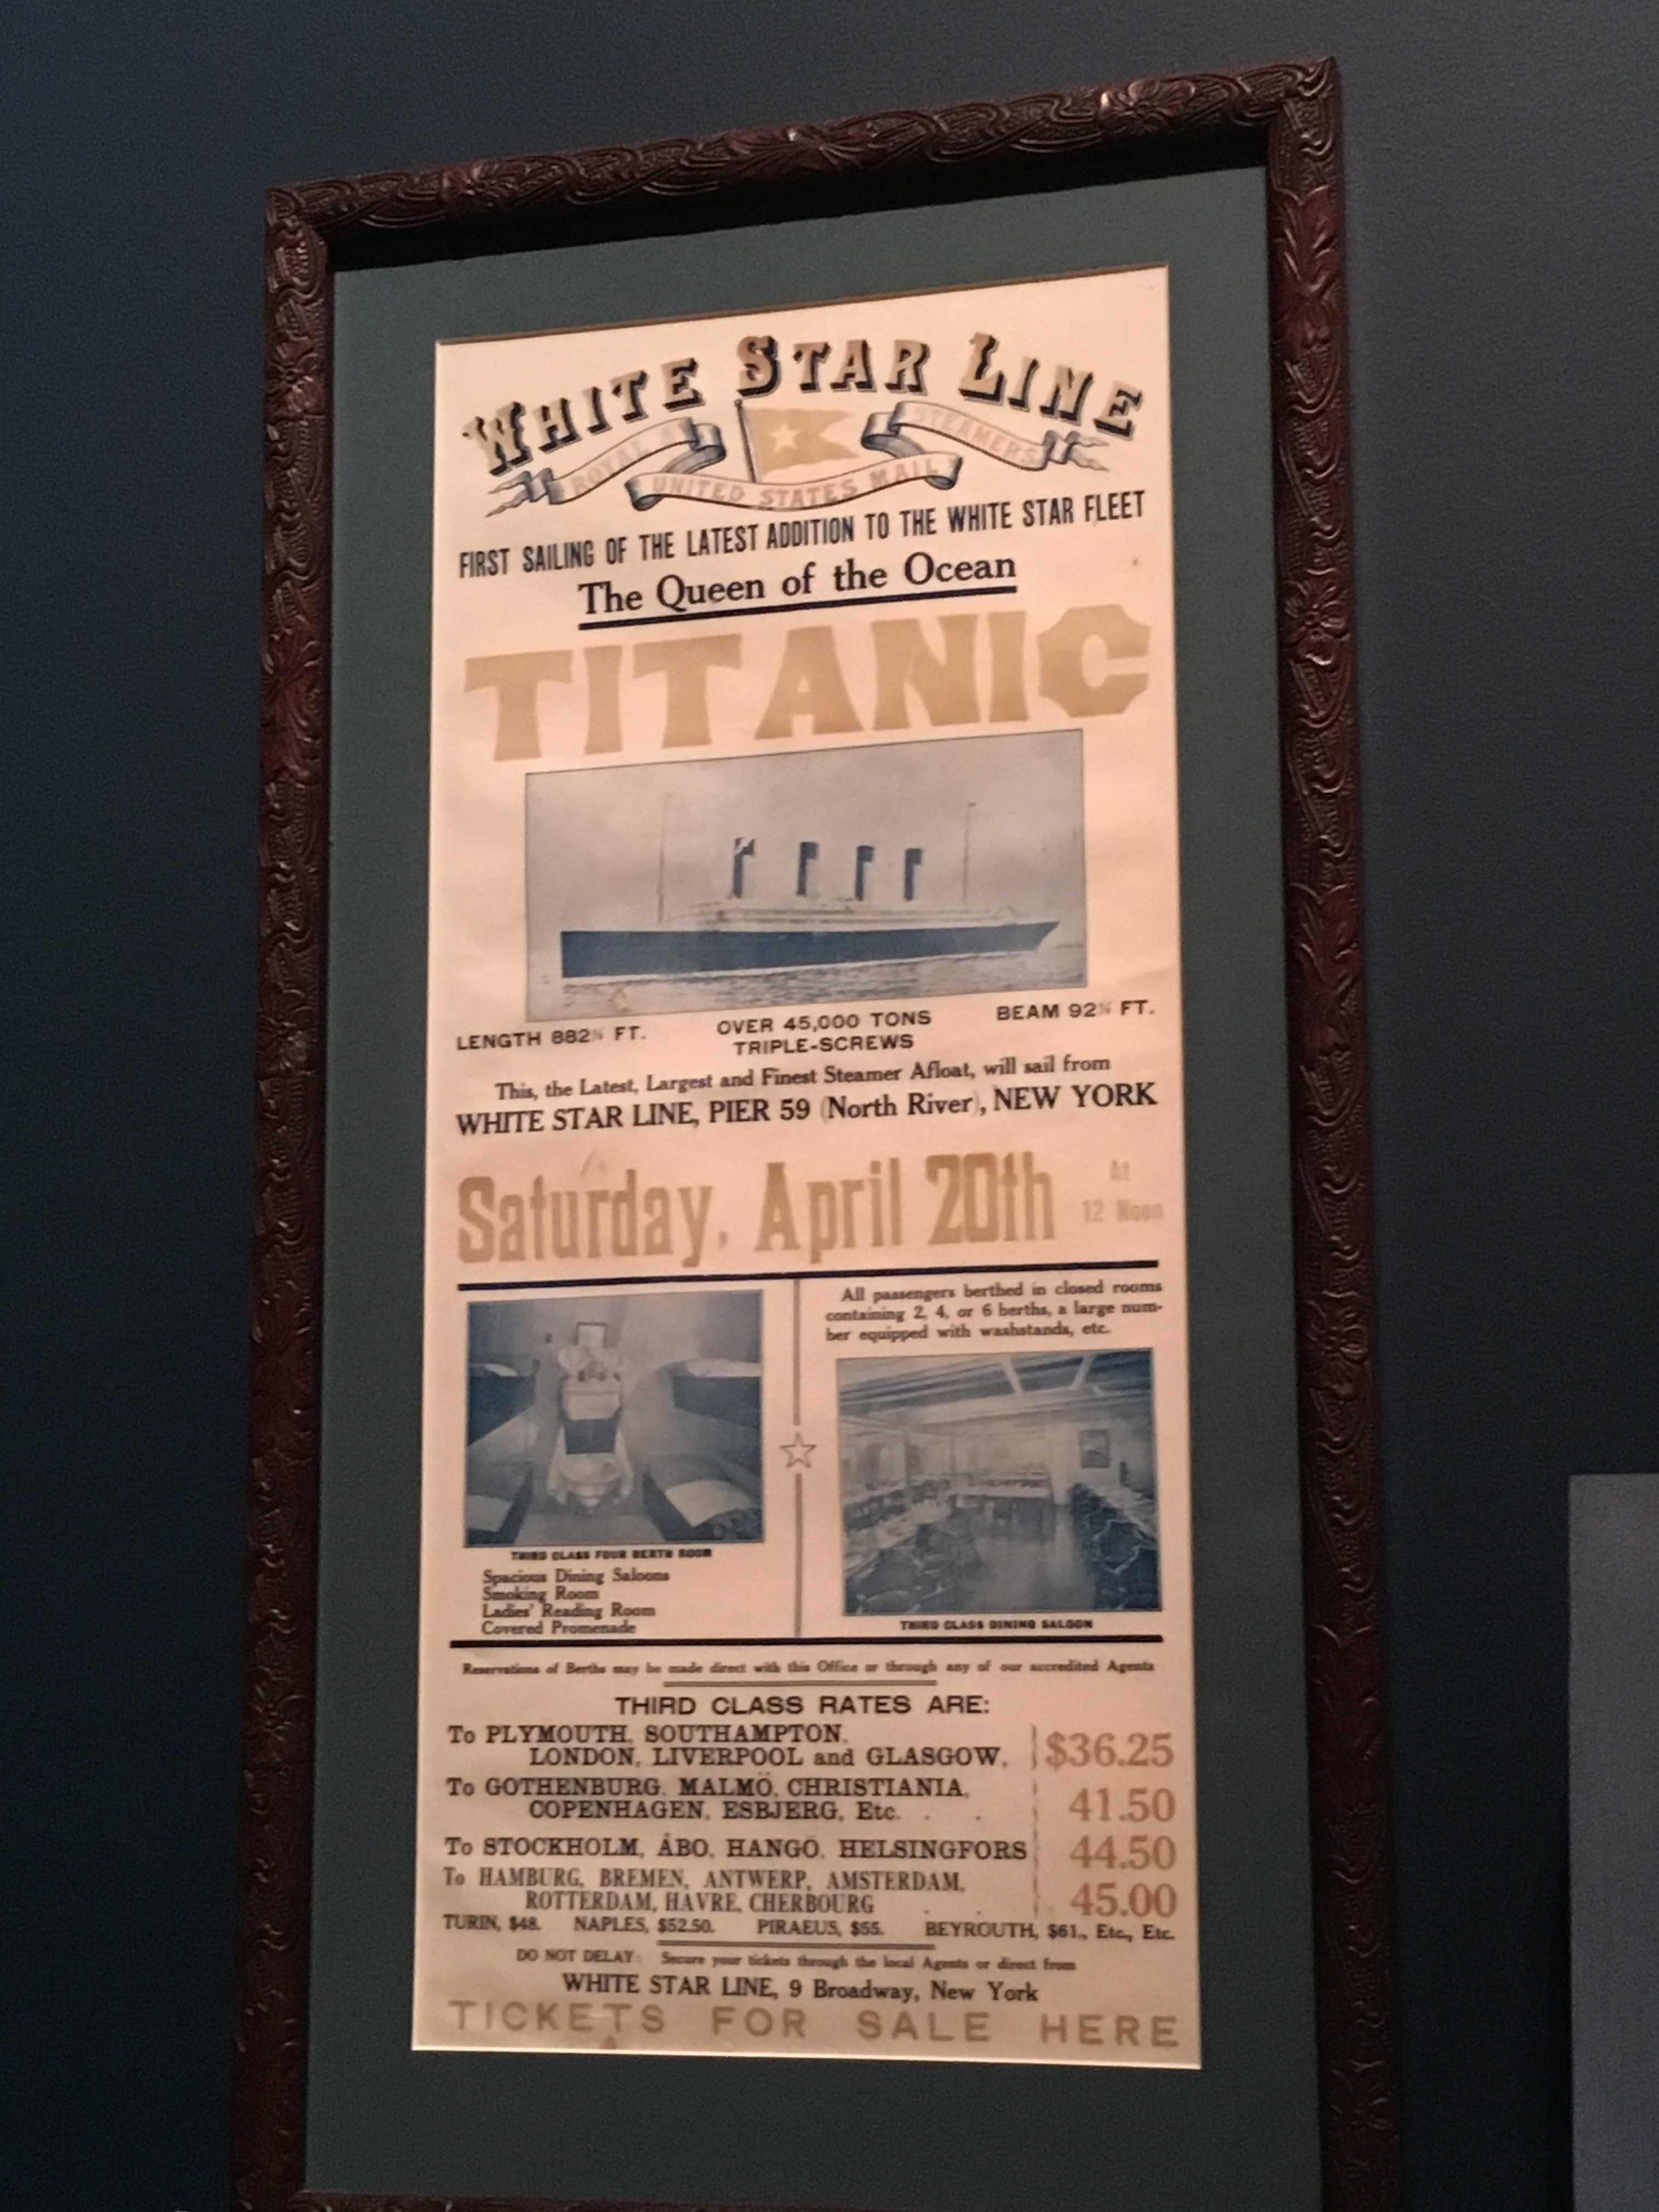 WHITE STAR LINE
ROYAL & UNITED STATES MAIL STEAMERS
FIRST SAILING OF THE LATEST ADDITION TO THE WHITE STAR FLEET
The Queen of the Ocean
TITANIC
LENGTH 882½ FT. OVER 45,000 TONS BEAM 92½ FT.
TRIPLE-SCREWS
This, the Latest, Largest and Finest Steamer Afloat, will sail from
WHITE STAR LINE, PIER 59 (North River), NEW YORK
Saturday, April 20th At
12 Noon
All passengers berthed in closed rooms
containing 2, 4, or 6 berths, a large num-
ber equipped with washstands, etc.
THIRD CLASS FOUR BERTH ROOM
Spacious Dining Saloons
Smoking Room
Ladies' Reading Room
Covered Promenade
THIRD CLASS DINING SALOON
Reservations of Berths may be made direct with this Office or through any of our accredited Agents
THIRD CLASS RATES ARE:
To PLYMOUTH, SOUTHAMPTON,
LONDON, LIVERPOOL and GLASGOW, $36.25
To GOTHENBURG, MALMÖ, CHRISTIANIA,
COPENHAGEN, ESBJERG, Etc. . . 41.50
To STOCKHOLM, ÅBO, HANGÖ, HELSINGFORS 44.50
To HAMBURG, BREMEN, ANTWERP, AMSTERDAM,
ROTTERDAM, HAVRE, CHERBOURG . . 45.00
TURIN, $48. NAPLES, $52.50. PIRAEUS, $55. BEYROUTH, $61., Etc., Etc.
DO NOT DELAY: Secure your tickets through the local Agents or direct from
WHITE STAR LINE, 9 Broadway, New York
TICKETS FOR SALE HERE